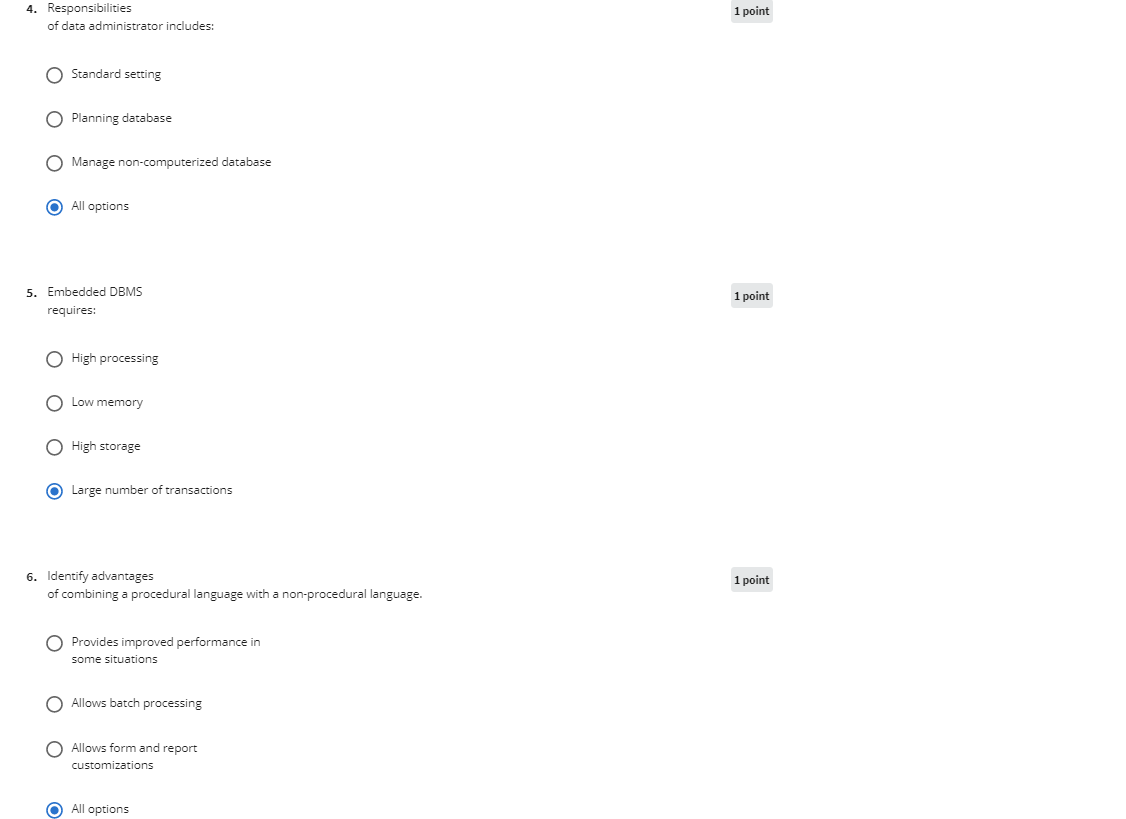 4. Responsibilities
of data administrator includes:
1 point
Standard setting
Planning database
Manage non-computerized database
All options
5. Embedded DBMS
requires:
1 point
High processing
Low memory
High storage
Large number of transactions
6. Identify advantages
of combining a procedural language with a non-procedural language.
1 point
Provides improved performance in
some situations
Allows batch processing
Allows form and report
customizations
All options